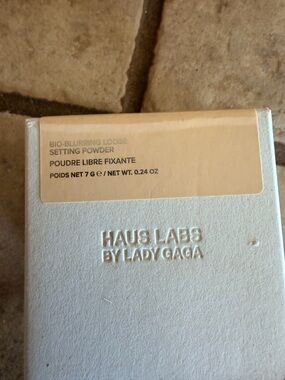 BIO-BLURRING LOOSE
SETTING POWDER
POUDRE LIBRE FIXANTE
POIDS NET 7 G ℮ / NET WT. 0.24 OZ
HAUS LABS
BY LADY GAGA